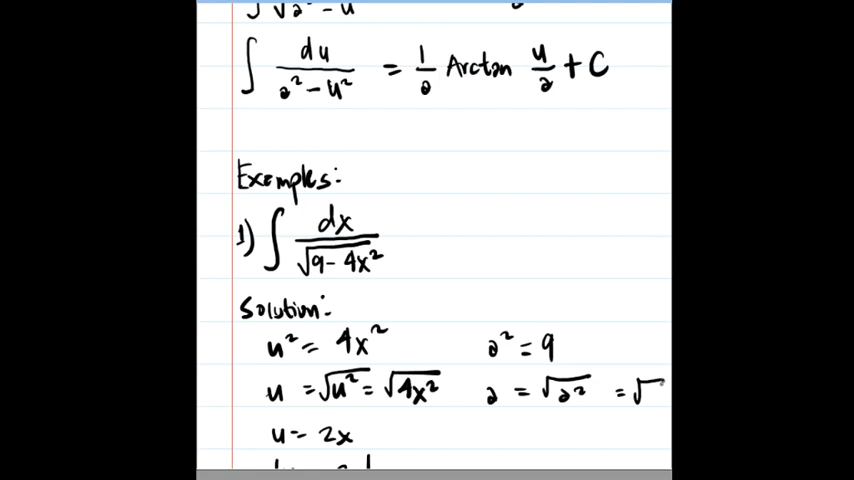 ∫ √a² - u
∫ du / a² - u² = 1/a Arctan u/a + C
Examples:
1) ∫ dx / √9 - 4x²
Solution:
u² = 4x² a² = 9
u = √u² = √4x² a = √a² = √
u = 2x